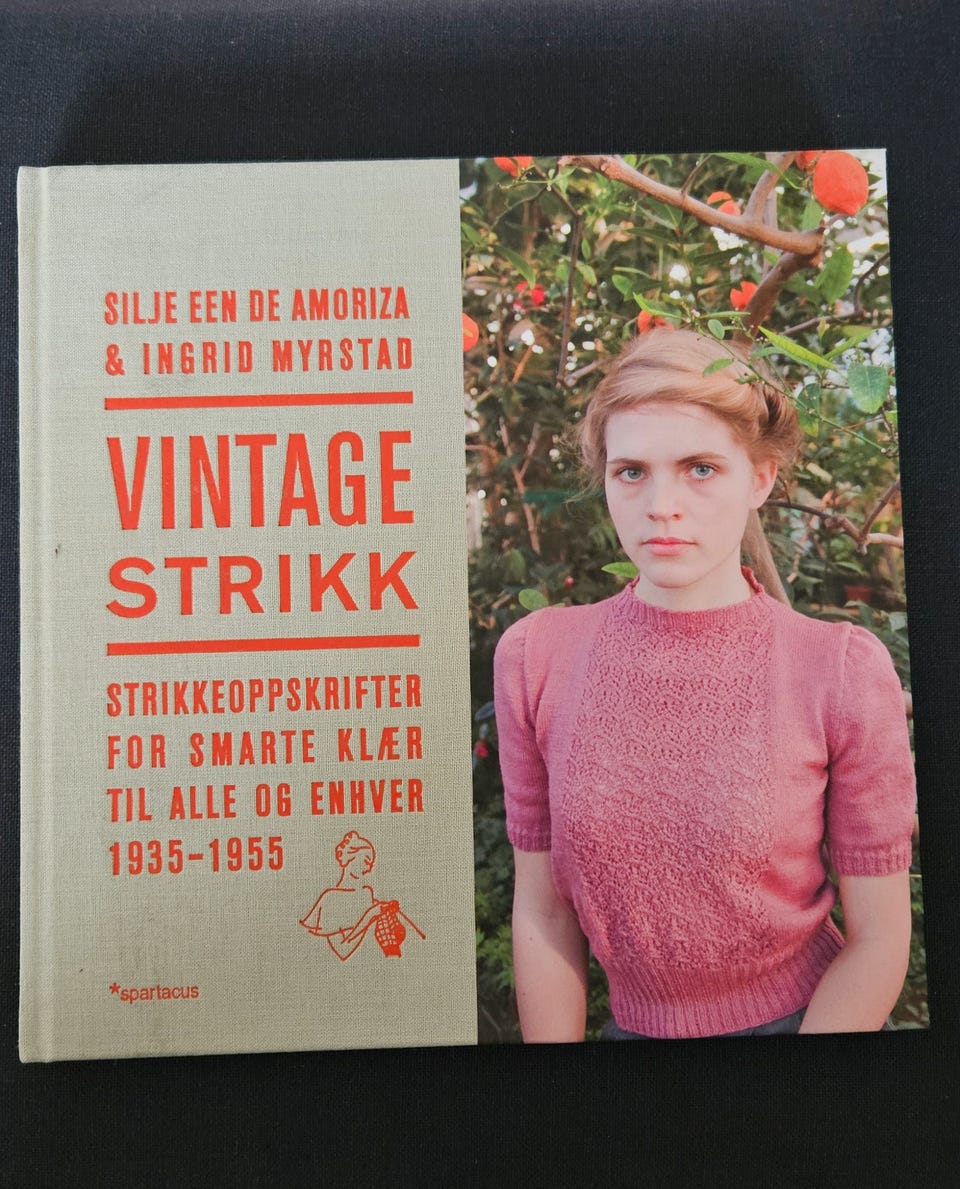 SILJE EEN DE AMORIZA
& INGRID MYRSTAD
VINTAGE
STRIKK
STRIKKEOPPSKRIFTER
FOR SMARTE KLÆR
TIL ALLE OG ENHVER
1935-1955
*spartacus